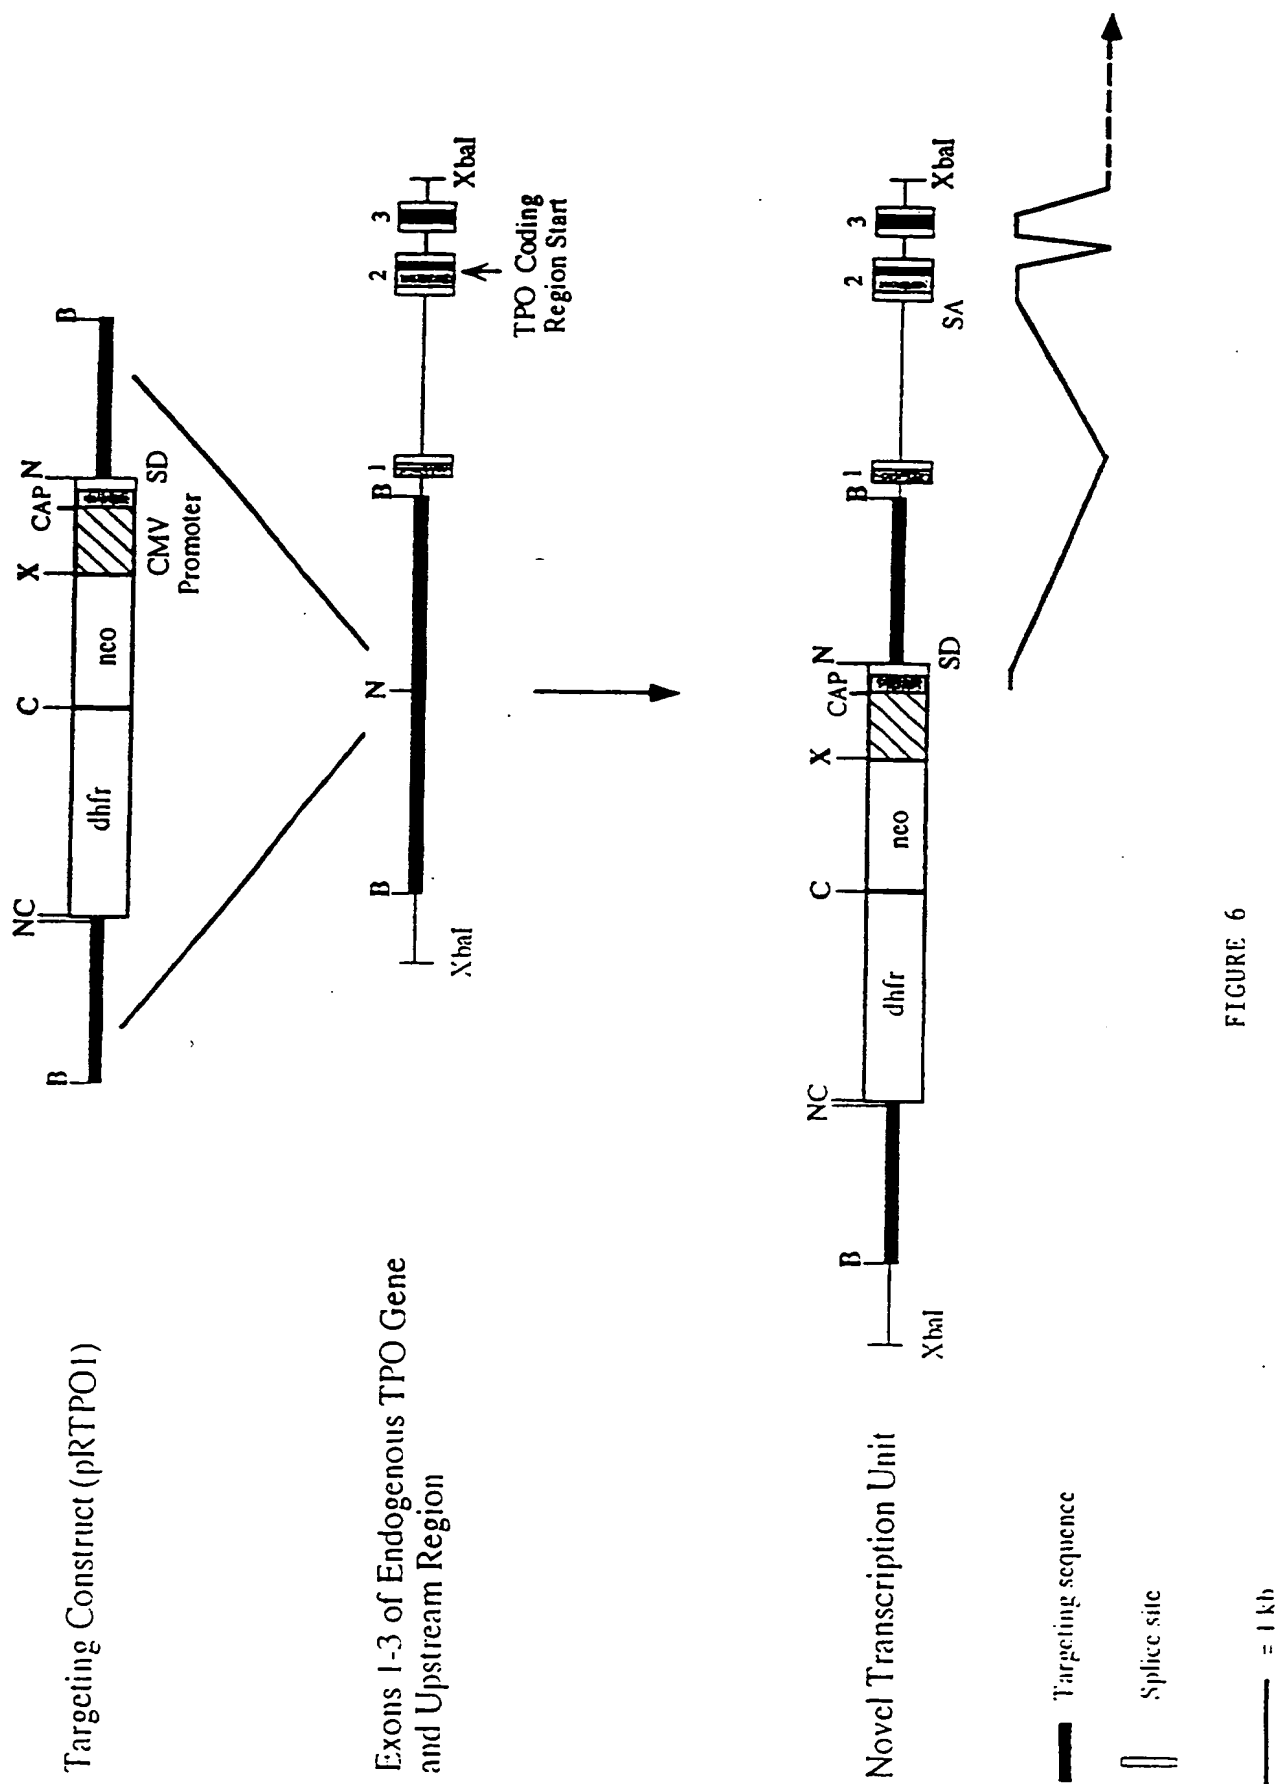 Targeting Construct (pRTPO1)
B
NC
C
X
CAP
N
B
dhfr
neo
CMV
Promoter
SD
Exons 1-3 of Endogenous TPO Gene
and Upstream Region
B
N
B
1
2
3
XbaI
XbaI
TPO Coding
Region Start
Novel Transcription Unit
B
NC
C
X
CAP
N
B
1
2
3
XbaI
dhfr
neo
SD
SA
XbaI
Targeting sequence
Splice site
= 1 kb
FIGURE 6